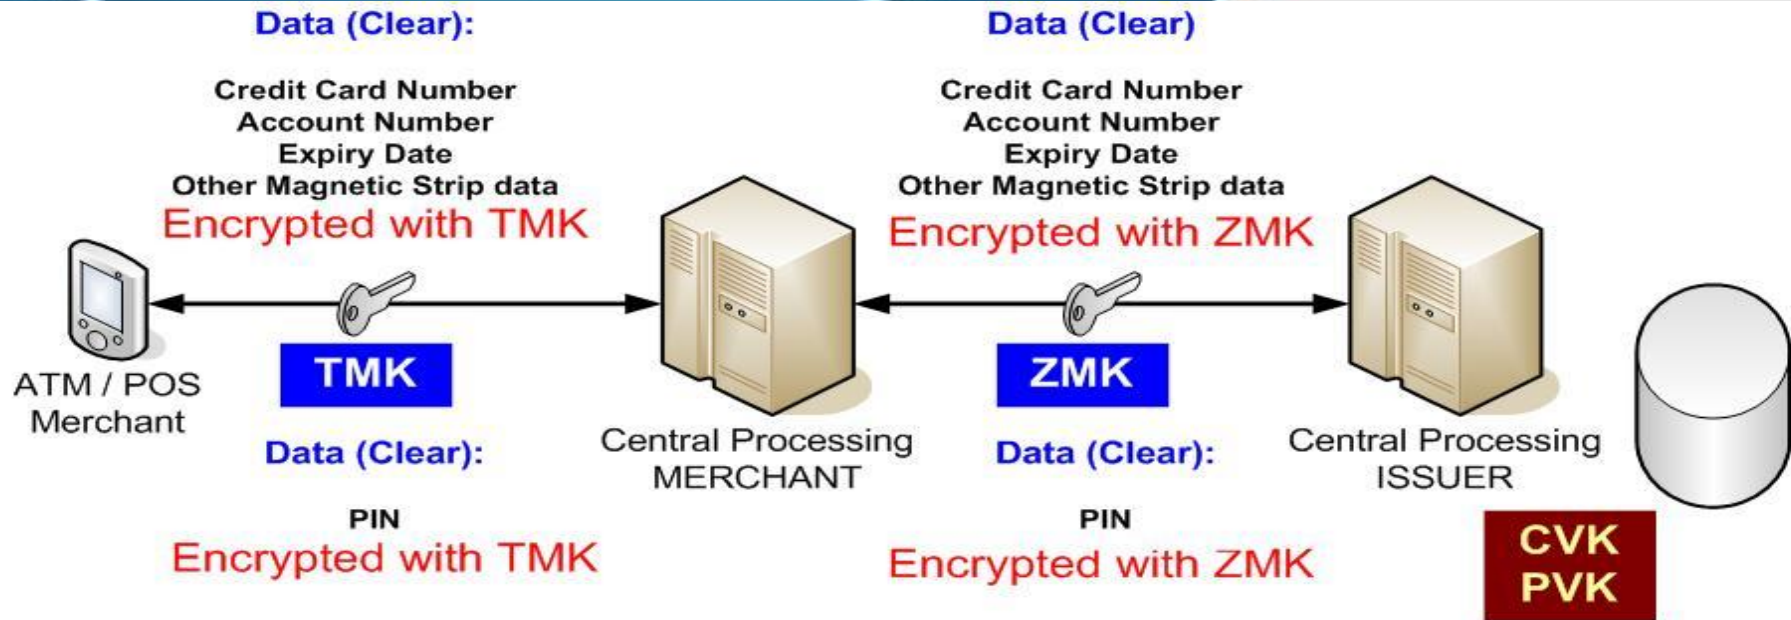 Data (Clear):
Credit Card Number
Account Number
Expiry Date
Other Magnetic Strip data
Encrypted with TMK
Data (Clear)
Credit Card Number
Account Number
Expiry Date
Other Magnetic Strip data
Encrypted with ZMK
ATM / POS
Merchant
TMK
Central Processing
MERCHANT
ZMK
Central Processing
ISSUER
Data (Clear):
PIN
Encrypted with TMK
Data (Clear):
PIN
Encrypted with ZMK
CVK
PVK